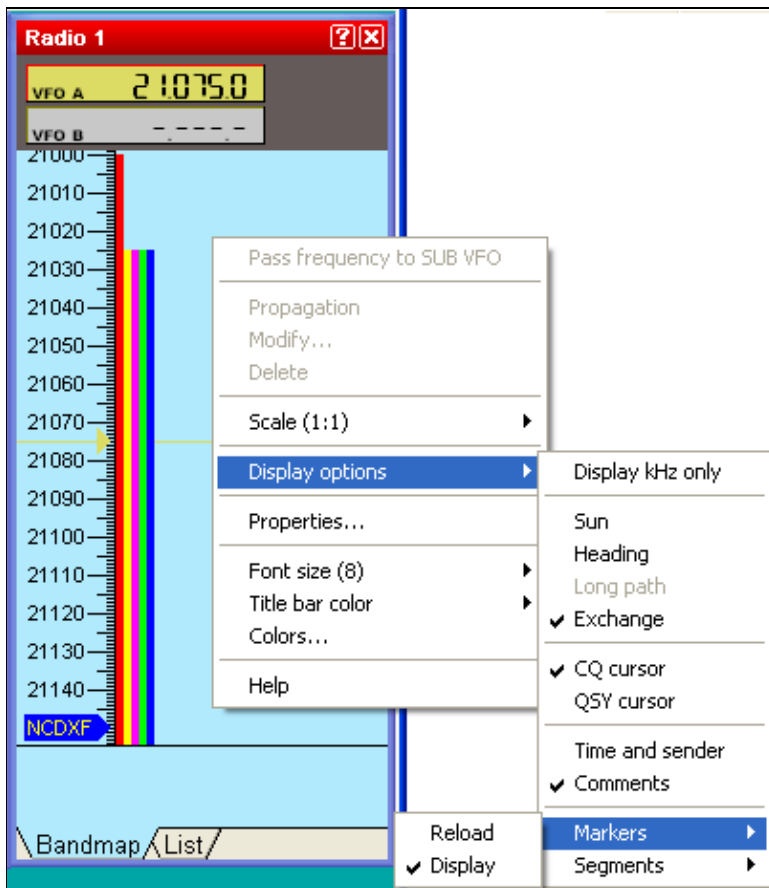 Radio 1
VFO A 21.075.0
VFO B -.---.-
21000
21010
21020
21030
21040
21050
21060
21070
21080
21090
21100
21110
21120
21130
21140
NCDXF
Bandmap List
Pass frequency to SUB VFO
Propagation
Modify...
Delete
Scale (1:1)
Display options
Properties...
Font size (8)
Title bar color
Colors...
Help
Display kHz only
Sun
Heading
Long path
Exchange
CQ cursor
QSY cursor
Time and sender
Comments
Markers
Segments
Reload
Display